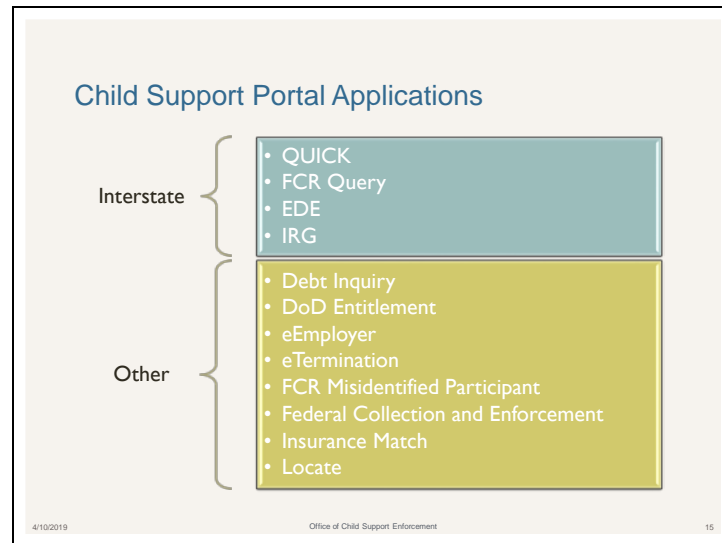 Child Support Portal Applications
Interstate
• QUICK
• FCR Query
• EDE
• IRG
Other
• Debt Inquiry
• DoD Entitlement
• eEmployer
• eTermination
• FCR Misidentified Participant
• Federal Collection and Enforcement
• Insurance Match
• Locate
4/10/2019
Office of Child Support Enforcement
15